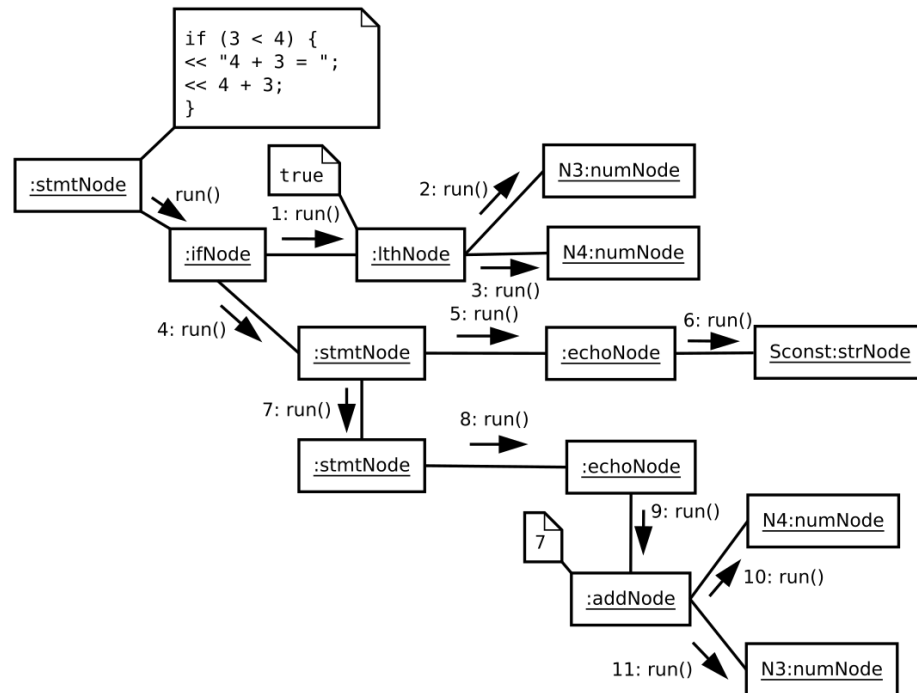 if (3 < 4) {
<< "4 + 3 = ";
<< 4 + 3;
}
:stmtNode
run()
true
1: run()
2: run()
N3:numNode
:ifNode
:lthNode
N4:numNode
3: run()
4: run()
5: run()
6: run()
:stmtNode
:echoNode
Sconst:strNode
7: run()
8: run()
:stmtNode
:echoNode
9: run()
N4:numNode
7
10: run()
:addNode
11: run()
N3:numNode